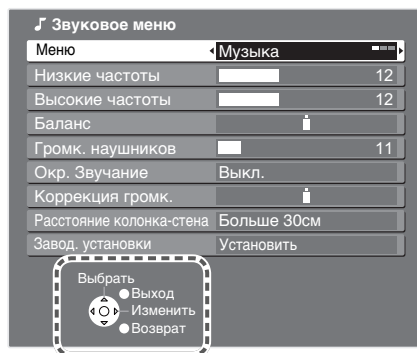 Звуковое меню
Меню Музыка
Низкие частоты 12
Высокие частоты 12
Баланс
Громк. наушников 11
Окр. Звучание Выкл.
Коррекция громк.
Расстояние колонка-стена Больше 30см
Завод. установки Установить
Выбрать
Выход
Изменить
Возврат